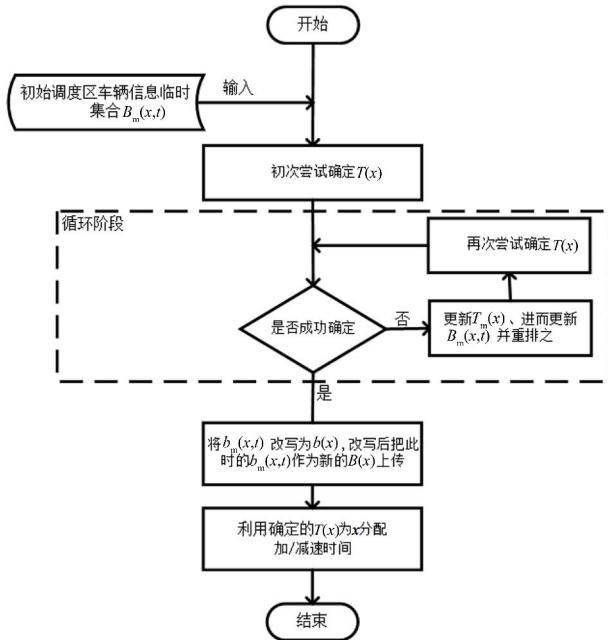 开始
初始调度区车辆信息临时
集合Bm(x,t)
输入
初次尝试确定T(x)
循环阶段
再次尝试确定T(x)
是否成功确定
否
更新Tm(x)、进而更新
Bm(x,t)并重排之
是
将bm(x,t)改写为b(x),改写后把此
时的bm(x,t)作为新的B(x)上传
利用确定的T(x)为x分配
加/减速时间
结束